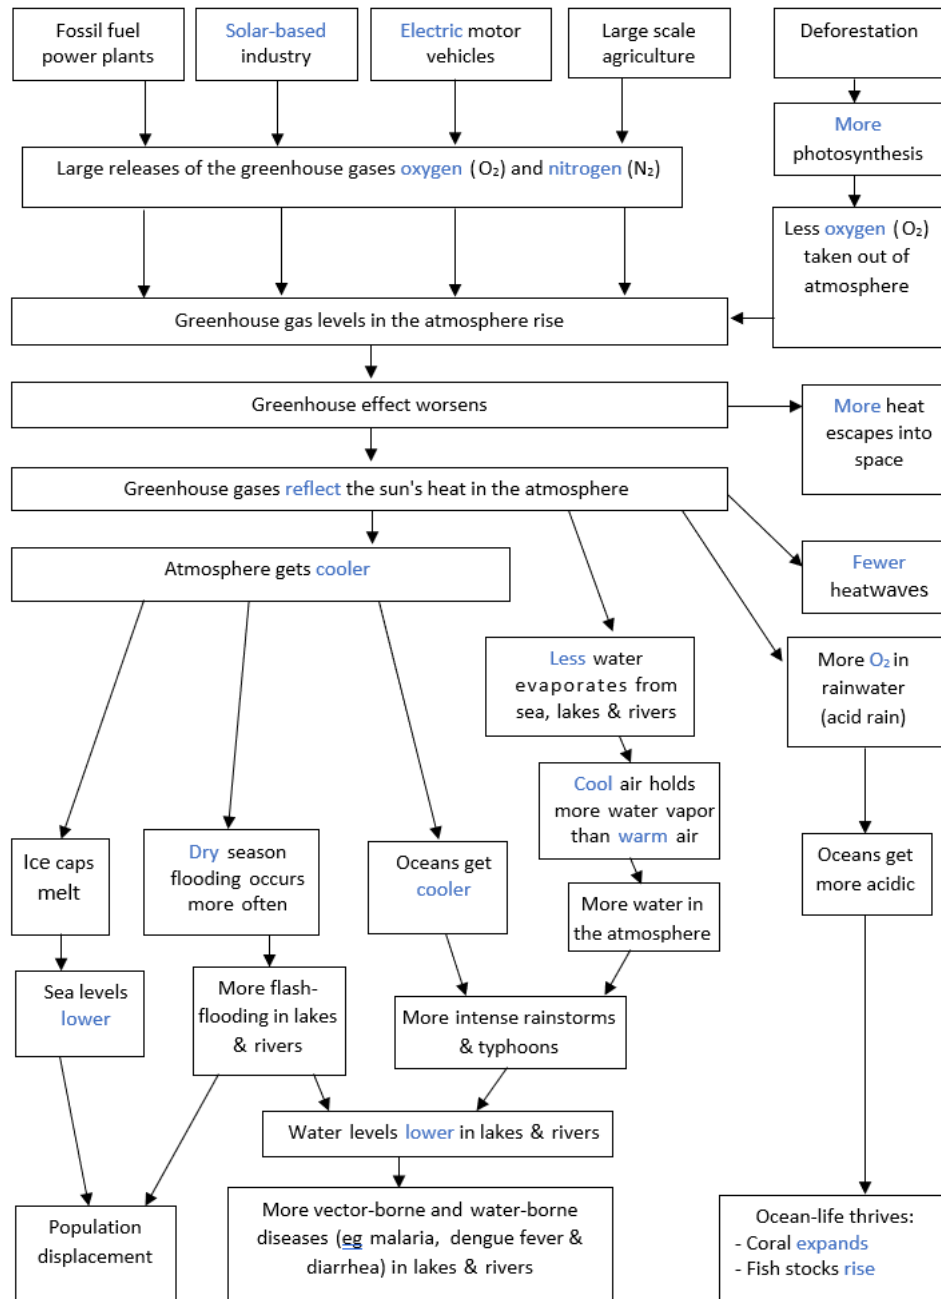 Fossil fuel
power plants
Solar-based
industry
Electric motor
vehicles
Large scale
agriculture
Deforestation
More
photosynthesis
Large releases of the greenhouse gases oxygen (O₂) and nitrogen (N₂)
Less oxygen (O₂)
taken out of
atmosphere
Greenhouse gas levels in the atmosphere rise
Greenhouse effect worsens
More heat
escapes into
space
Greenhouse gases reflect the sun's heat in the atmosphere
Atmosphere gets cooler
Fewer
heatwaves
Less water
evaporates from
sea, lakes & rivers
More O₂ in
rainwater
(acid rain)
Cool air holds
more water vapor
than warm air
Ice caps
melt
Dry season
flooding occurs
more often
Oceans get
cooler
Oceans get
more acidic
More water in
the atmosphere
Sea levels
lower
More flash-
flooding in lakes
& rivers
More intense rainstorms
& typhoons
Water levels lower in lakes & rivers
Population
displacement
More vector-borne and water-borne
diseases (eg malaria, dengue fever &
diarrhea) in lakes & rivers
Ocean-life thrives:
- Coral expands
- Fish stocks rise